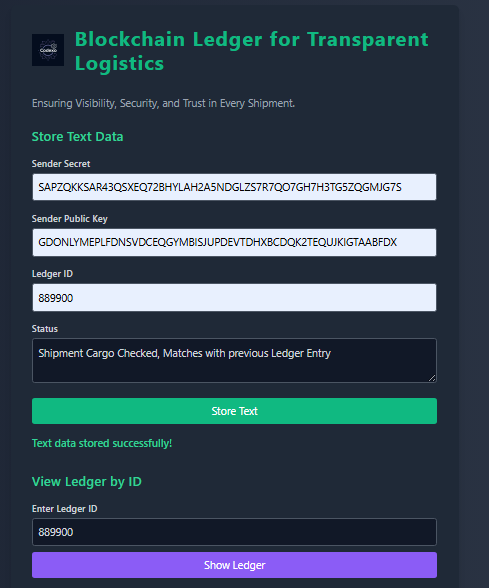 Codexo
Blockchain Ledger for Transparent
Logistics
Ensuring Visibility, Security, and Trust in Every Shipment.
Store Text Data
Sender Secret
SAPZQKKSAR43QSXEQ72BHYLAH2A5NDGLZS7R7QO7GH7H3TG5ZQGMJG7S
Sender Public Key
GDONLYMEPLFDNSVDCEQGYMBISJUPDEVTDHXBCDQK2TEQUJKIGTAABFDX
Ledger ID
889900
Status
Shipment Cargo Checked, Matches with previous Ledger Entry
Store Text
Text data stored successfully!
View Ledger by ID
Enter Ledger ID
889900
Show Ledger